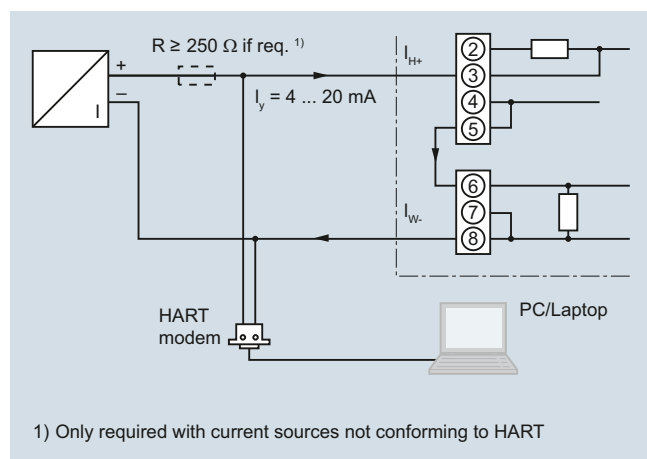 R ≥ 250 Ω if req. 1)
+
–
I
Iy = 4 ... 20 mA
IH+
2
3
4
5
6
7
8
IW-
HART
modem
PC/Laptop
1) Only required with current sources not conforming to HART